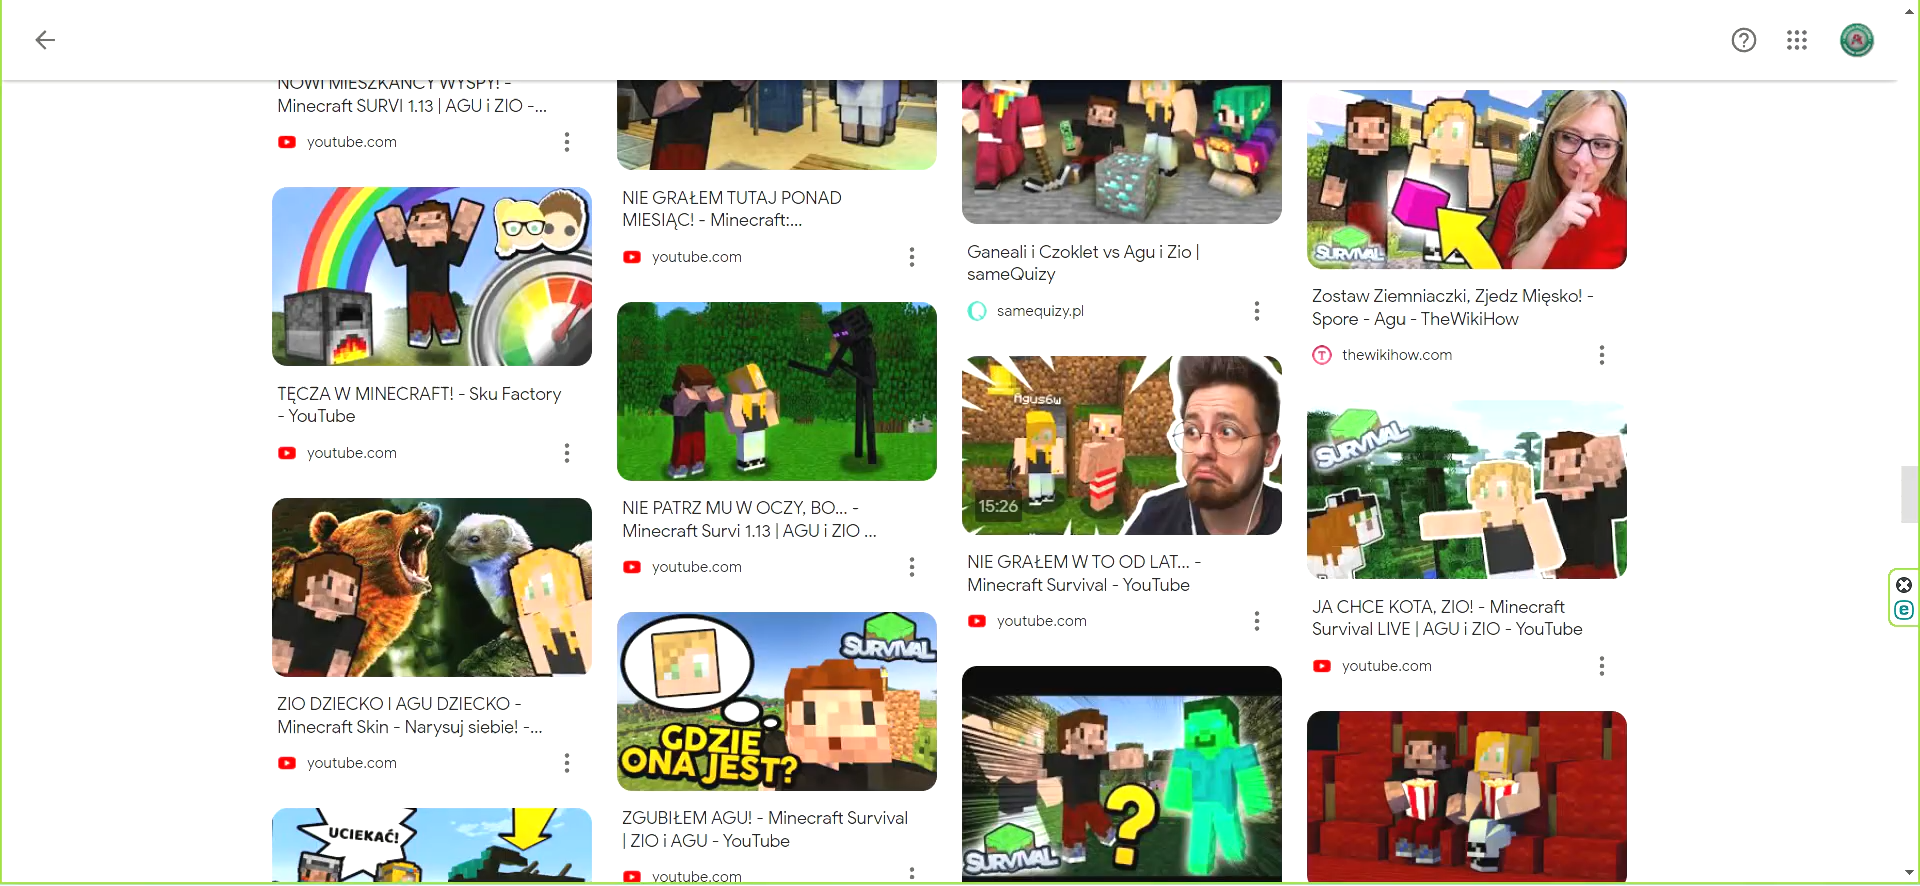 NOWI MIESZKAŃCY WYSPY! -
Minecraft SURVI 1.13 | AGU i ZIO -...
youtube.com
TĘCZA W MINECRAFT! - Sku Factory
- YouTube
youtube.com
ZIO DZIECKO I AGU DZIECKO -
Minecraft Skin - Narysuj siebie! -...
youtube.com
UCIEKAĆ!
NIE GRAŁEM TUTAJ PONAD
MIESIĄC! - Minecraft:...
youtube.com
NIE PATRZ MU W OCZY, BO... -
Minecraft Survi 1.13 | AGU i ZIO ...
youtube.com
SURVIVAL
GDZIE
ONA JEST?
ZGUBIŁEM AGU! - Minecraft Survival
| ZIO i AGU - YouTube
youtube.com
Ganeali i Czoklet vs Agu i Zio |
sameQuizy
samequizy.pl
Agus6w
15:26
NIE GRAŁEM W TO OD LAT... -
Minecraft Survival - YouTube
youtube.com
?
SURVIVAL
SURVIVAL
Zostaw Ziemniaczki, Zjedz Mięsko! -
Spore - Agu - TheWikiHow
thewikihow.com
SURVIVAL
JA CHCE KOTA, ZIO! - Minecraft
Survival LIVE | AGU i ZIO - YouTube
youtube.com